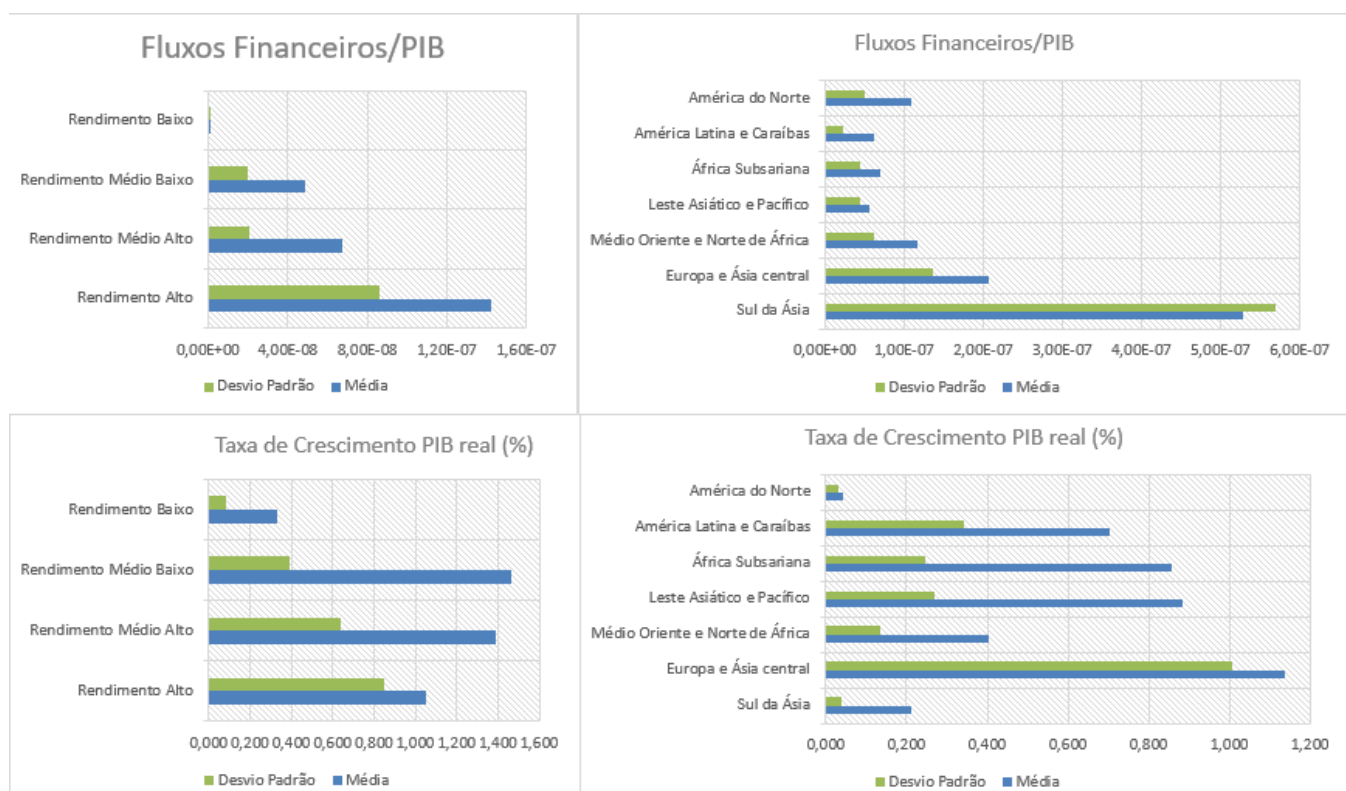 Fluxos Financeiros/PIB
Rendimento Baixo
Rendimento Médio Baixo
Rendimento Médio Alto
Rendimento Alto
0,00E+00 4,00E-08 8,00E-08 1,20E-07 1,60E-07
Desvio Padrão Média
Fluxos Financeiros/PIB
América do Norte
América Latina e Caraíbas
África Subsariana
Leste Asiático e Pacífico
Médio Oriente e Norte de África
Europa e Ásia central
Sul da Ásia
0,00E+00 1,00E-07 2,00E-07 3,00E-07 4,00E-07 5,00E-07 6,00E-07
Desvio Padrão Média
Taxa de Crescimento PIB real (%)
Rendimento Baixo
Rendimento Médio Baixo
Rendimento Médio Alto
Rendimento Alto
0,000 0,200 0,400 0,600 0,800 1,000 1,200 1,400 1,600
Desvio Padrão Média
Taxa de Crescimento PIB real (%)
América do Norte
América Latina e Caraíbas
África Subsariana
Leste Asiático e Pacífico
Médio Oriente e Norte de África
Europa e Ásia central
Sul da Ásia
0,000 0,200 0,400 0,600 0,800 1,000 1,200
Desvio Padrão Média